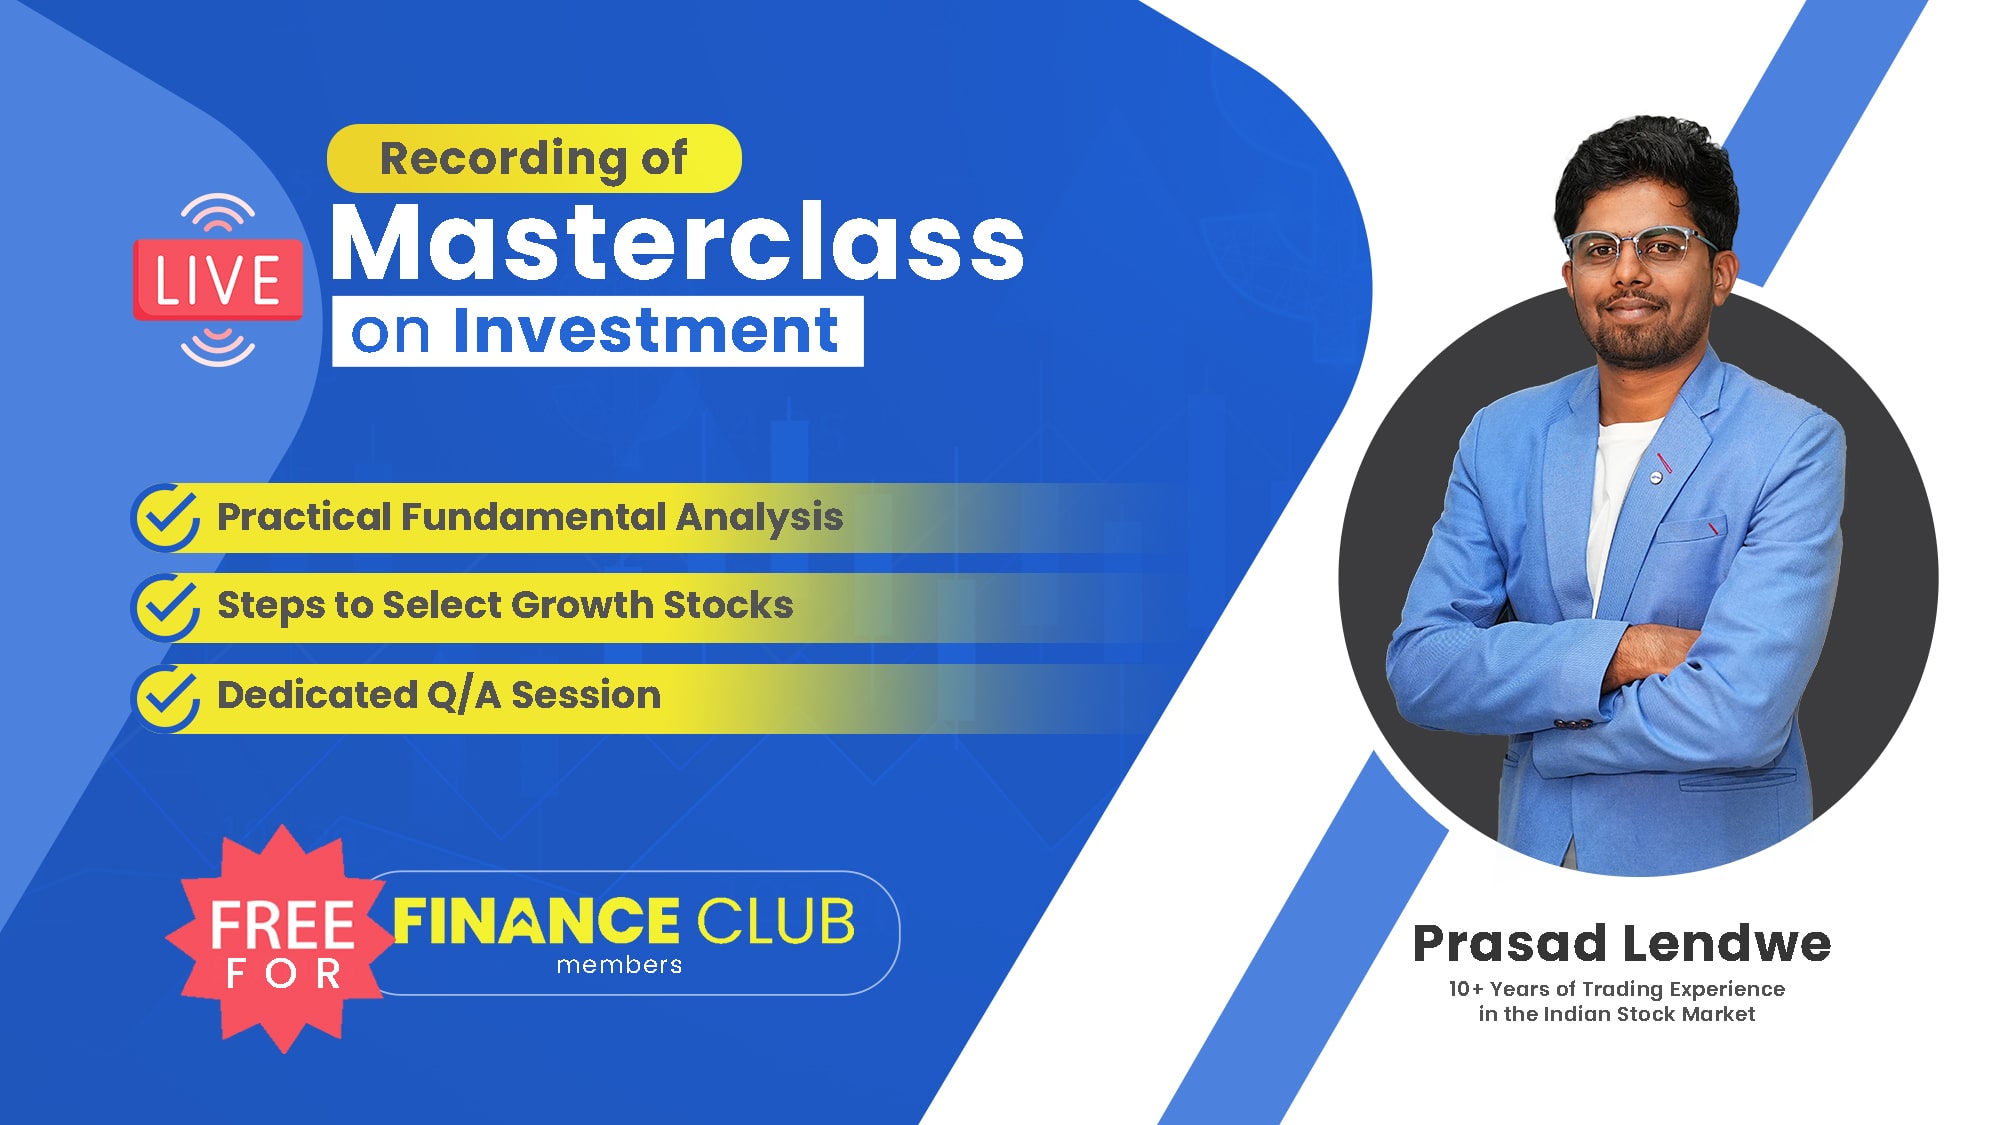 Recording of
LIVE
Masterclass
on Investment
Practical Fundamental Analysis
Steps to Select Growth Stocks
Dedicated Q/A Session
FREE
FOR
FINANCE CLUB
members
Prasad Lendwe
10+ Years of Trading Experience
in the Indian Stock Market